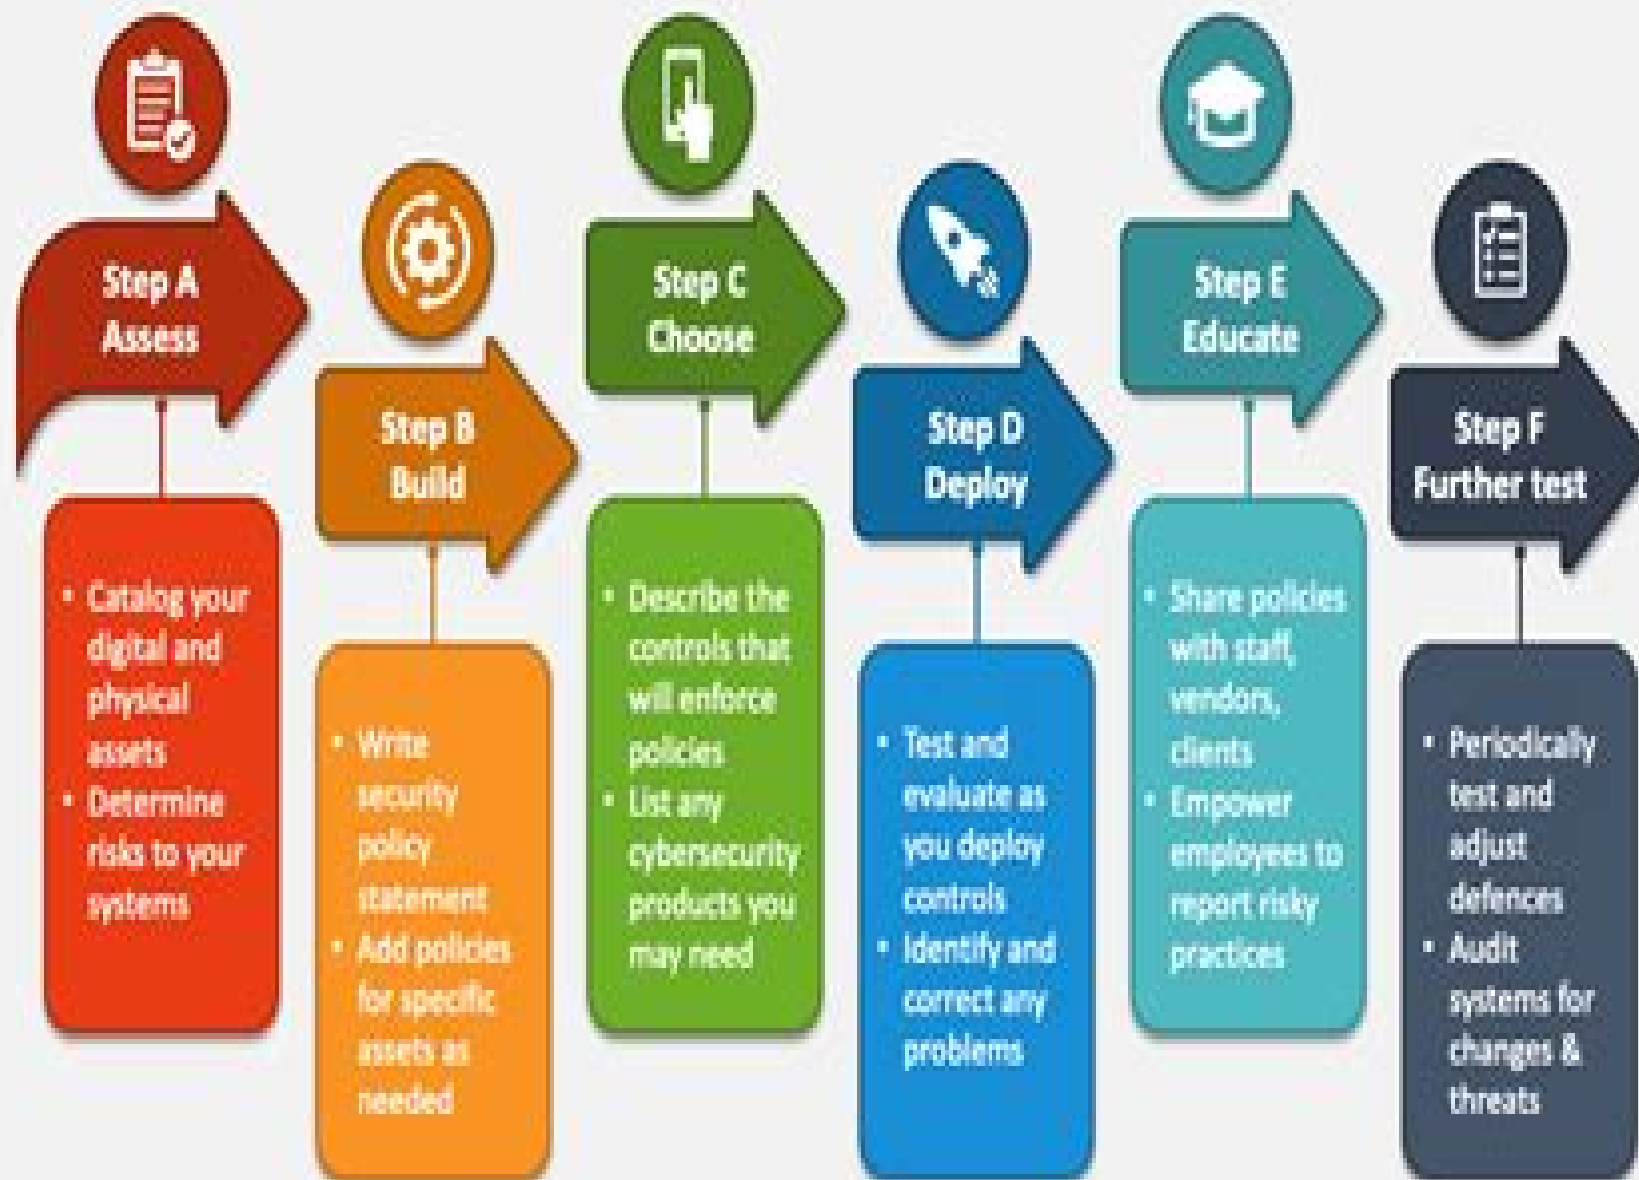 Step A
Assess
• Catalog your
digital and
physical
assets
• Determine
risks to your
systems
Step B
Build
• Write
security
policy
statement
• Add policies
for specific
assets as
needed
Step C
Choose
• Describe the
controls that
will enforce
policies
• List any
cybersecurity
products you
may need
Step D
Deploy
• Test and
evaluate as
you deploy
controls
• Identify and
correct any
problems
Step E
Educate
• Share policies
with staff,
vendors,
clients
• Empower
employees to
report risky
practices
Step F
Further test
• Periodically
test and
adjust
defences
• Audit
systems for
changes &
threats